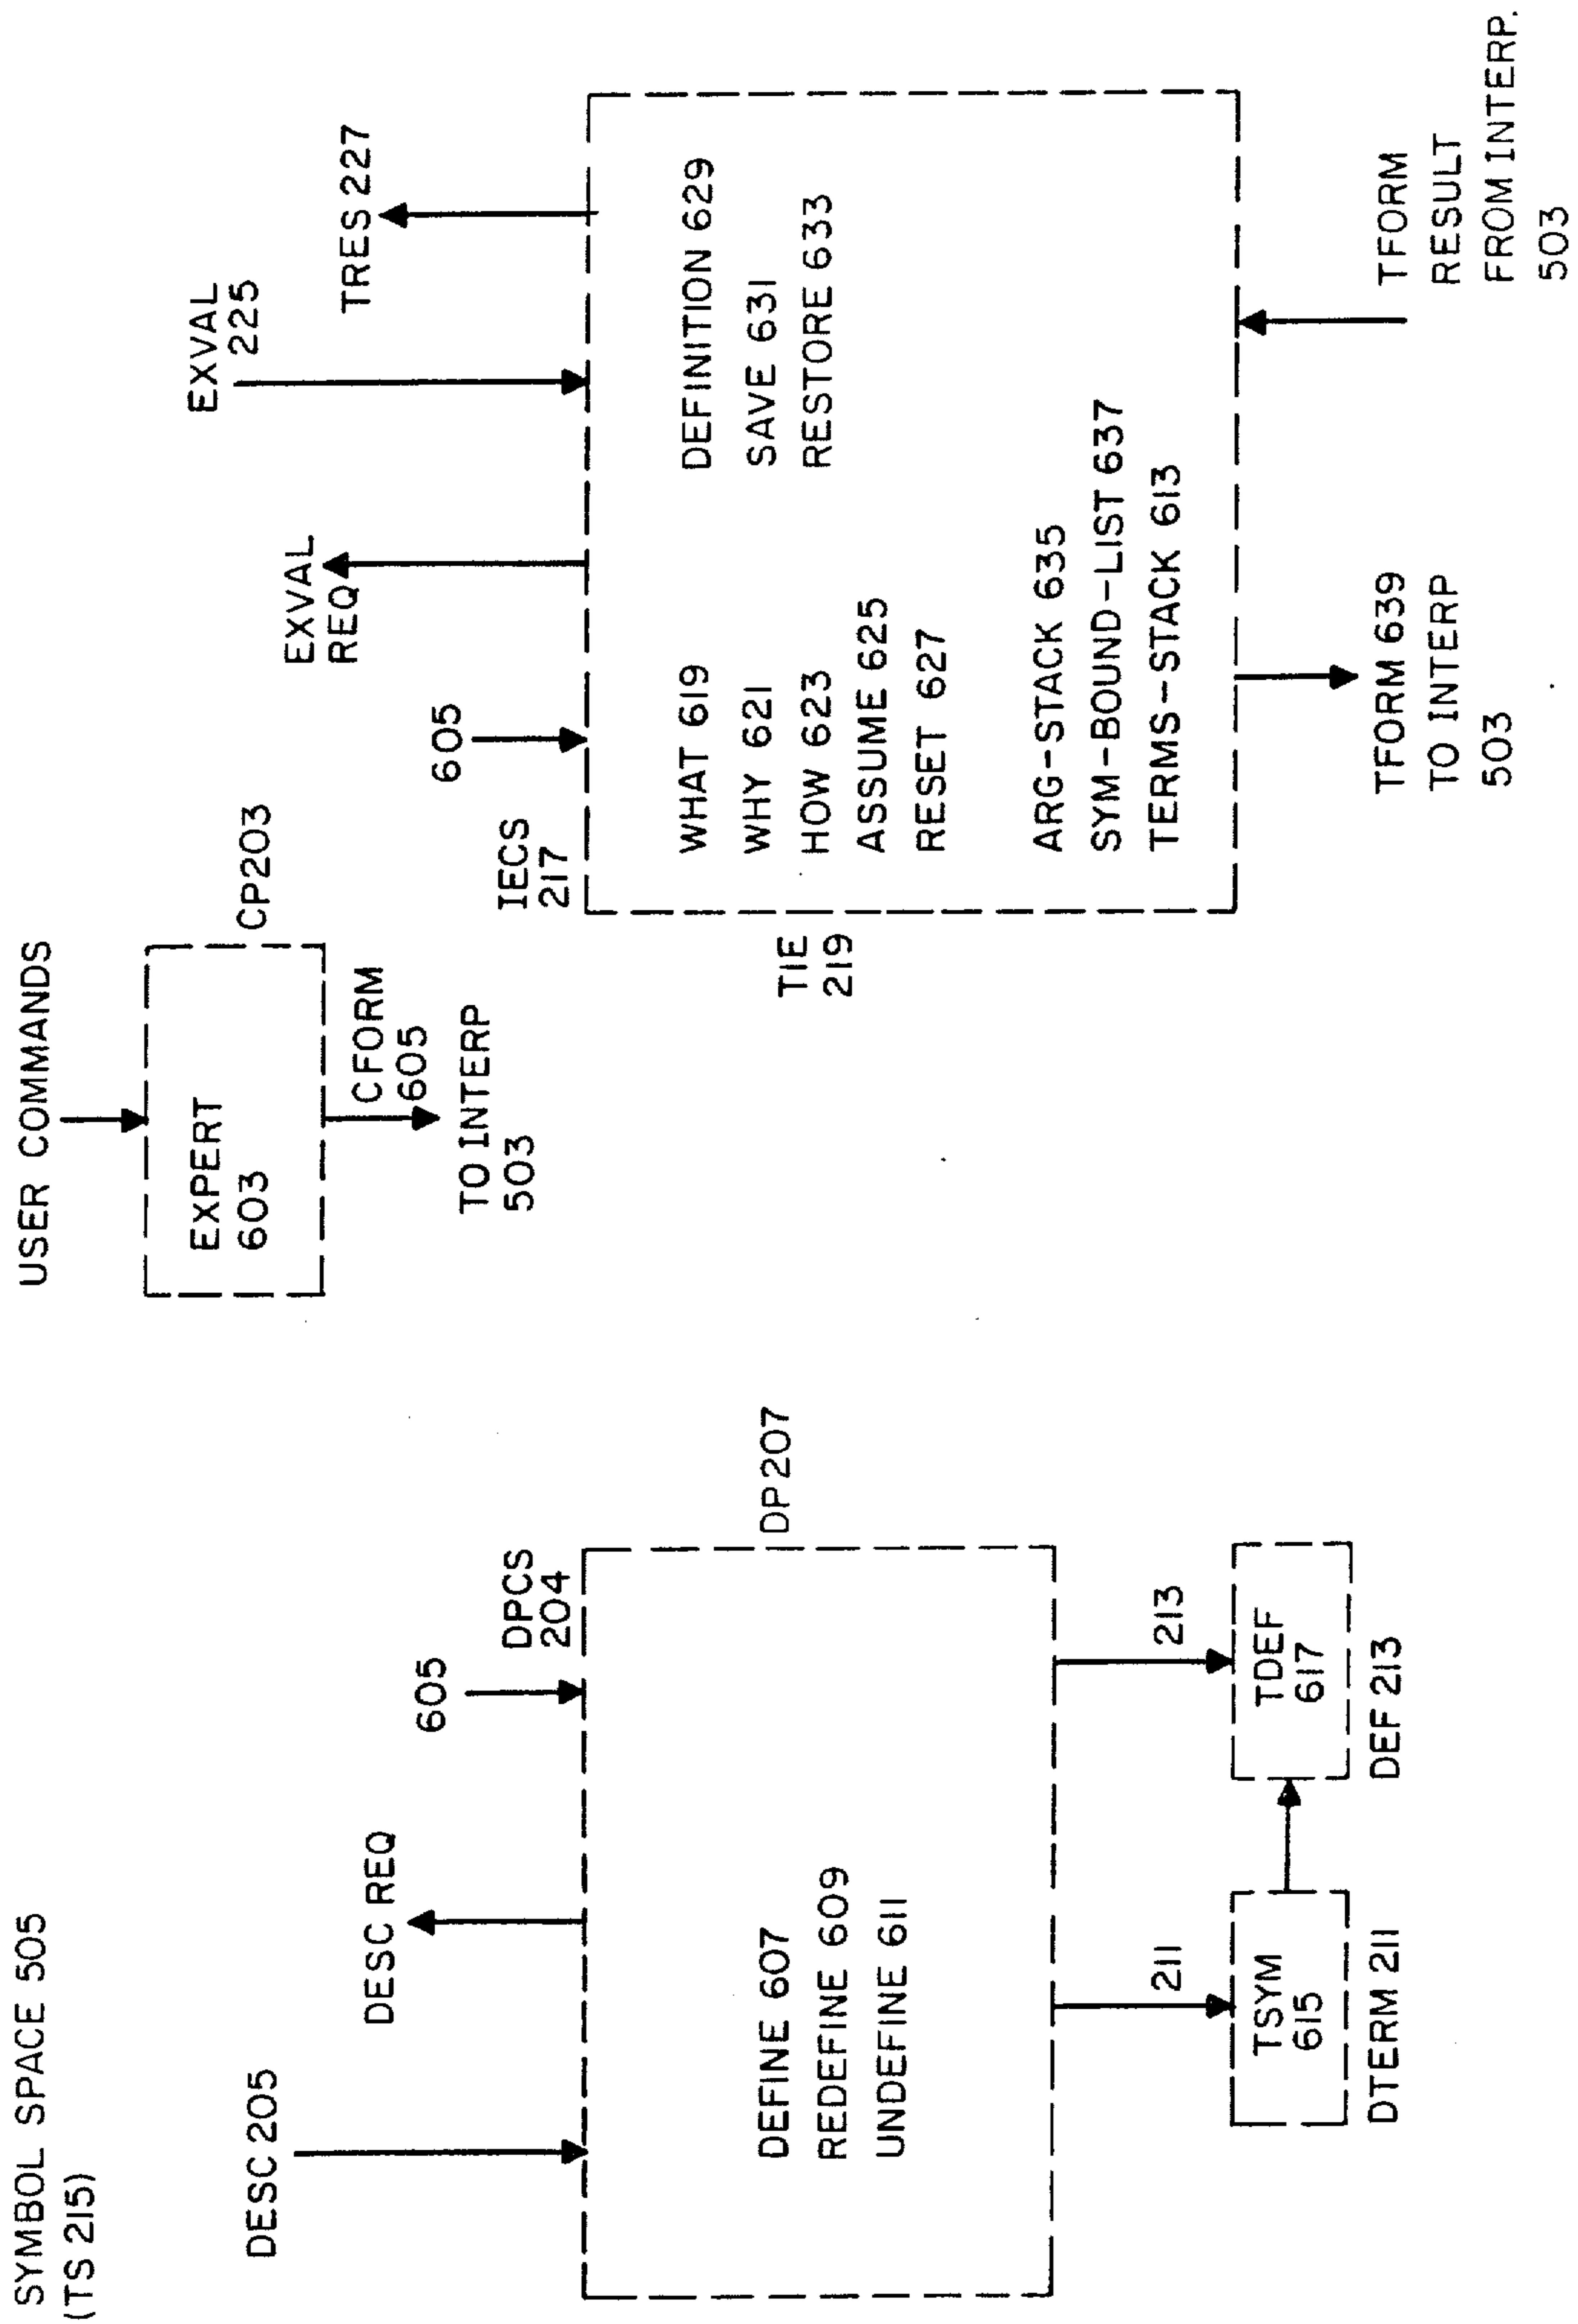 SYMBOL SPACE 505
(TS 215)
USER COMMANDS
EXPERT
603
CP203
CFORM
605
TO INTERP
503
DESC 205
DESC REQ
605
DPCS
204
DEFINE 607
REDEFINE 609
UNDEFINE 611
DP207
211
213
TSYM
615
TDEF
617
DTERM 211
DEF 213
IECS
217
605
EXVAL
REQ
EXVAL
225
TRES 227
TIE
219
WHAT 619
WHY 621
HOW 623
ASSUME 625
RESET 627
DEFINITION 629
SAVE 631
RESTORE 633
ARG-STACK 635
SYM-BOUND-LIST 637
TERMS-STACK 613
TFORM 639
TO INTERP
503
TFORM
RESULT
FROM INTERP.
503